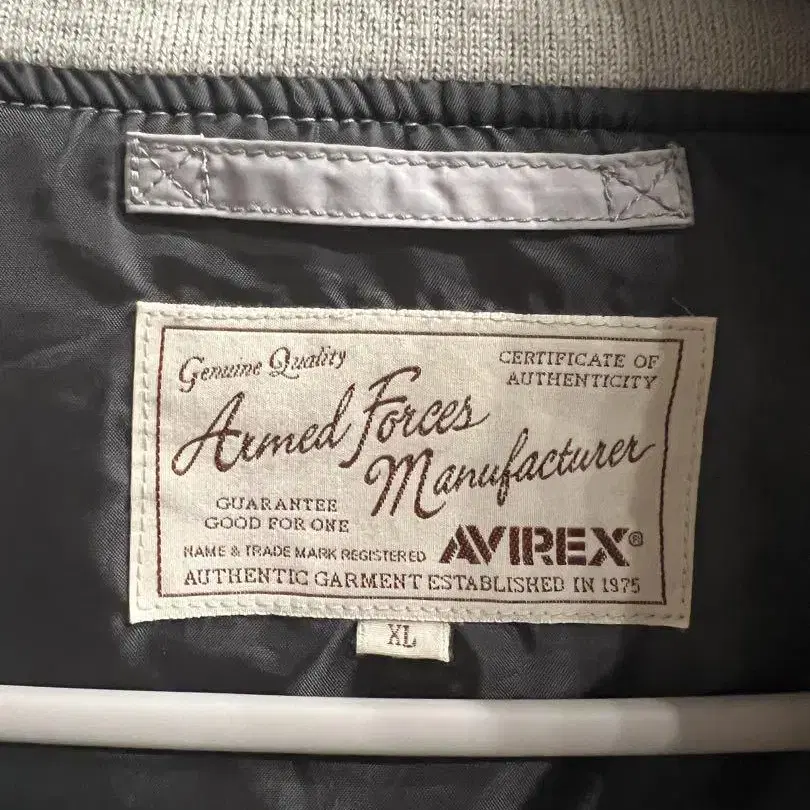 Genuine Quality
CERTIFICATE OF
AUTHENTICITY
Armed Forces
Manufacturer
GUARANTEE
GOOD FOR ONE
NAME & TRADE MARK REGISTERED
AVIREX®
AUTHENTIC GARMENT ESTABLISHED IN 1975
XL